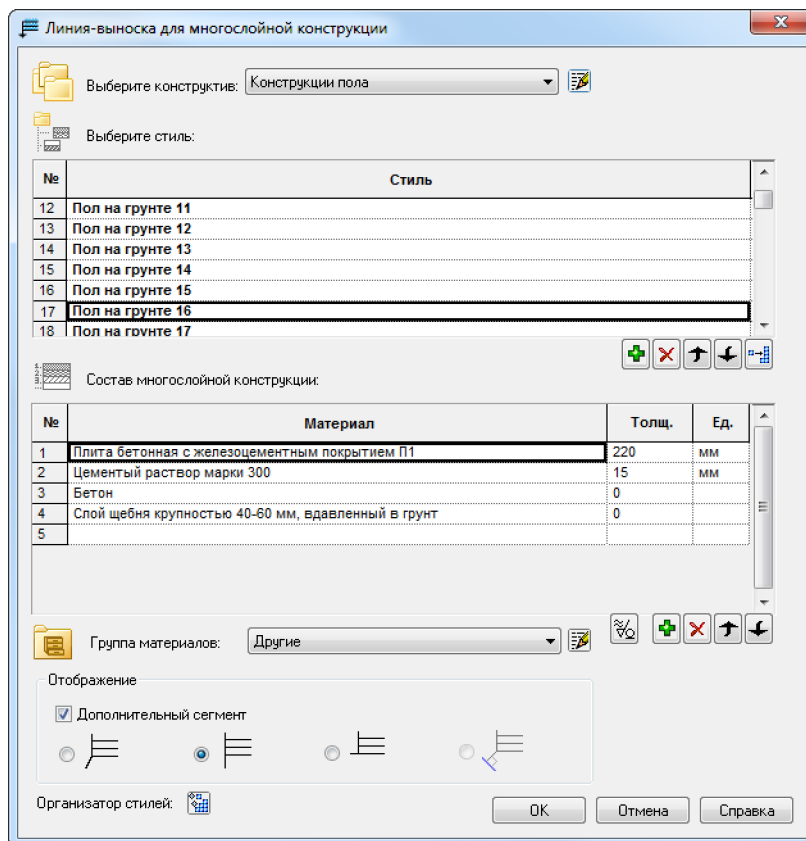 Линия-выноска для многослойной конструкции
Выберите конструктив: Конструкции пола
Выберите стиль:
№ Стиль
12 Пол на грунте 11
13 Пол на грунте 12
14 Пол на грунте 13
15 Пол на грунте 14
16 Пол на грунте 15
17 Пол на грунте 16
18 Пол на грунте 17
Состав многослойной конструкции:
№ Материал Толщ. Ед.
1 Плита бетонная с железоцементным покрытием П1 220 мм
2 Цементый раствор марки 300 15 мм
3 Бетон 0
4 Слой щебня крупностью 40-60 мм, вдавленный в грунт 0
5
Группа материалов: Другие
Отображение
Дополнительный сегмент
Организатор стилей:
OK Отмена Справка